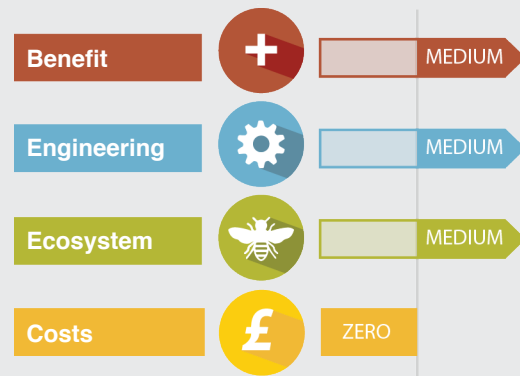 Benefit
MEDIUM
Engineering
MEDIUM
Ecosystem
MEDIUM
Costs
£
ZERO